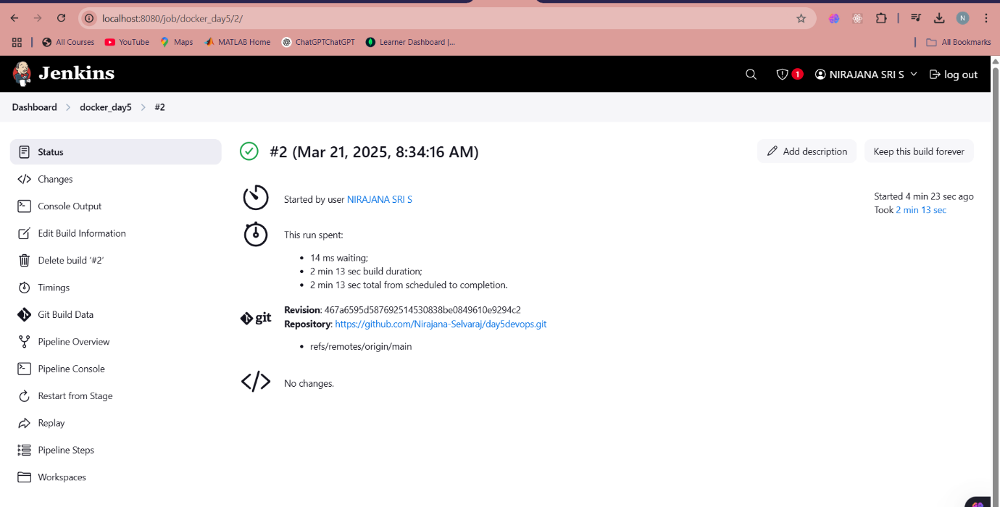 localhost:8080/job/docker_day5/2/
N
All Courses YouTube Maps MATLAB Home ChatGPTChatGPT Learner Dashboard |... All Bookmarks
Jenkins 1 NIRAJANA SRI S log out
Dashboard docker_day5 #2
Status
Changes
Console Output
Edit Build Information
Delete build '#2'
Timings
Git Build Data
Pipeline Overview
Pipeline Console
Restart from Stage
Replay
Pipeline Steps
Workspaces
#2 (Mar 21, 2025, 8:34:16 AM)
Add description Keep this build forever
Started by user NIRAJANA SRI S
Started 4 min 23 sec ago
Took 2 min 13 sec
This run spent:
• 14 ms waiting;
• 2 min 13 sec build duration;
• 2 min 13 sec total from scheduled to completion.
git
Revision: 467a6595d587692514530838be0849610e9294c2
Repository: https://github.com/Nirajana-Selvaraj/day5devops.git
• refs/remotes/origin/main
No changes.